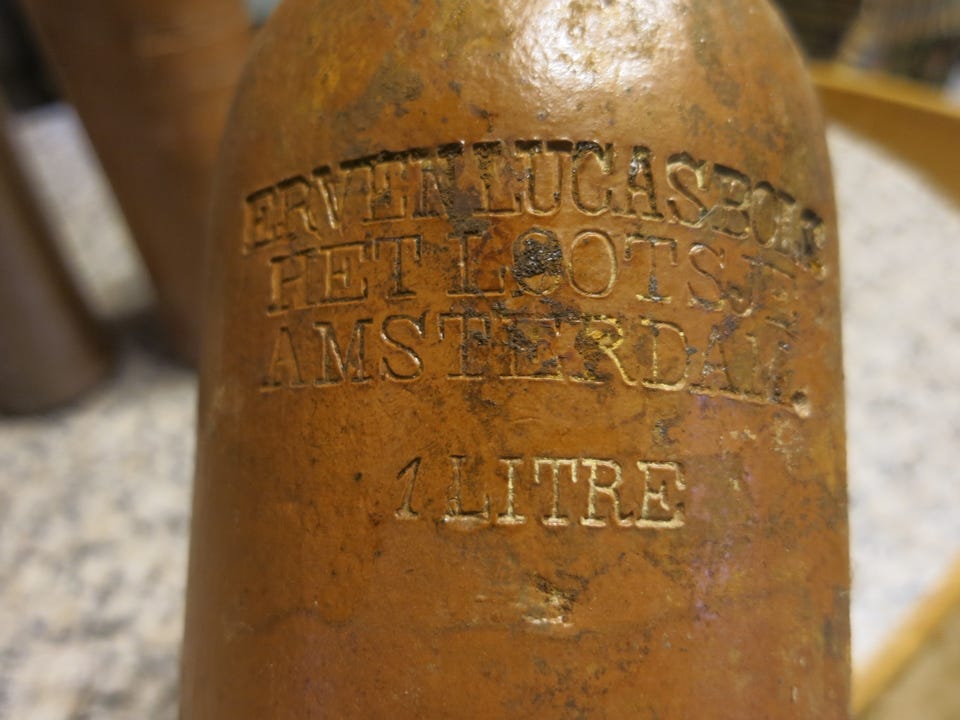 ERVEN LUCAS BOLS
HET LOOTSJE
AMSTERDAM.
1 LITRE